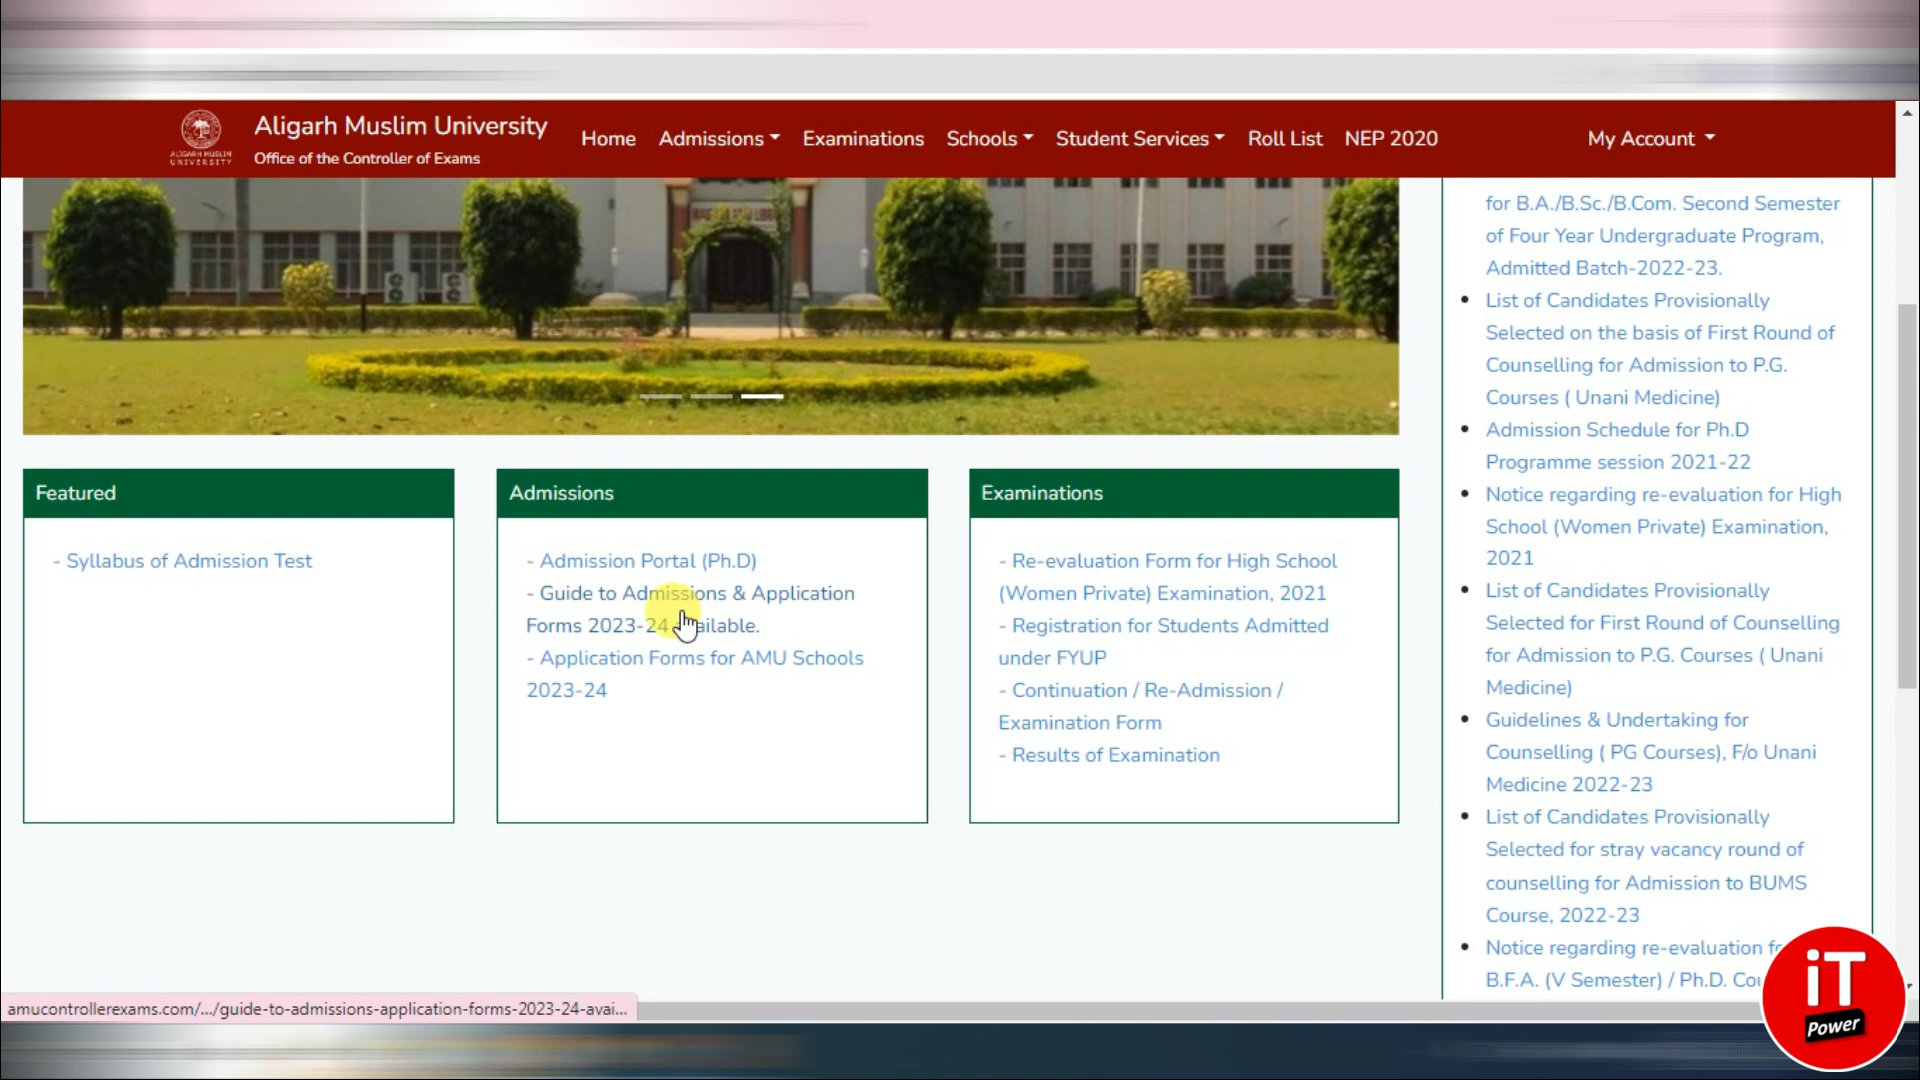 Aligarh Muslim University
Office of the Controller of Exams
ALIGARH MUSLIM
UNIVERSITY
Home
Admissions
Examinations
Schools
Student Services
Roll List
NEP 2020
My Account
Featured
- Syllabus of Admission Test
Admissions
- Admission Portal (Ph.D)
- Guide to Admissions & Application
Forms 2023-24
- Application Forms for AMU Schools
2023-24
Examinations
- Re-evaluation Form for High School
(Women Private) Examination, 2021
- Registration for Students Admitted
under FYUP
- Continuation / Re-Admission /
Examination Form
- Results of Examination
for B.A./B.Sc./B.Com. Second Semester
of Four Year Undergraduate Program,
Admitted Batch-2022-23.
List of Candidates Provisionally
Selected on the basis of First Round of
Counselling for Admission to P.G.
Courses ( Unani Medicine)
Admission Schedule for Ph.D
Programme session 2021-22
Notice regarding re-evaluation for High
School (Women Private) Examination,
2021
List of Candidates Provisionally
Selected for First Round of Counselling
for Admission to P.G. Courses ( Unani
Medicine)
Guidelines & Undertaking for
Counselling ( PG Courses), F/o Unani
Medicine 2022-23
List of Candidates Provisionally
Selected for stray vacancy round of
counselling for Admission to BUMS
Course, 2022-23
Notice regarding re-evaluation
B.F.A. (V Semester) / Ph.D.
amucontrollerexams.com/.../guide-to-admissions-application-forms-2023-24-avai...
iT
Power